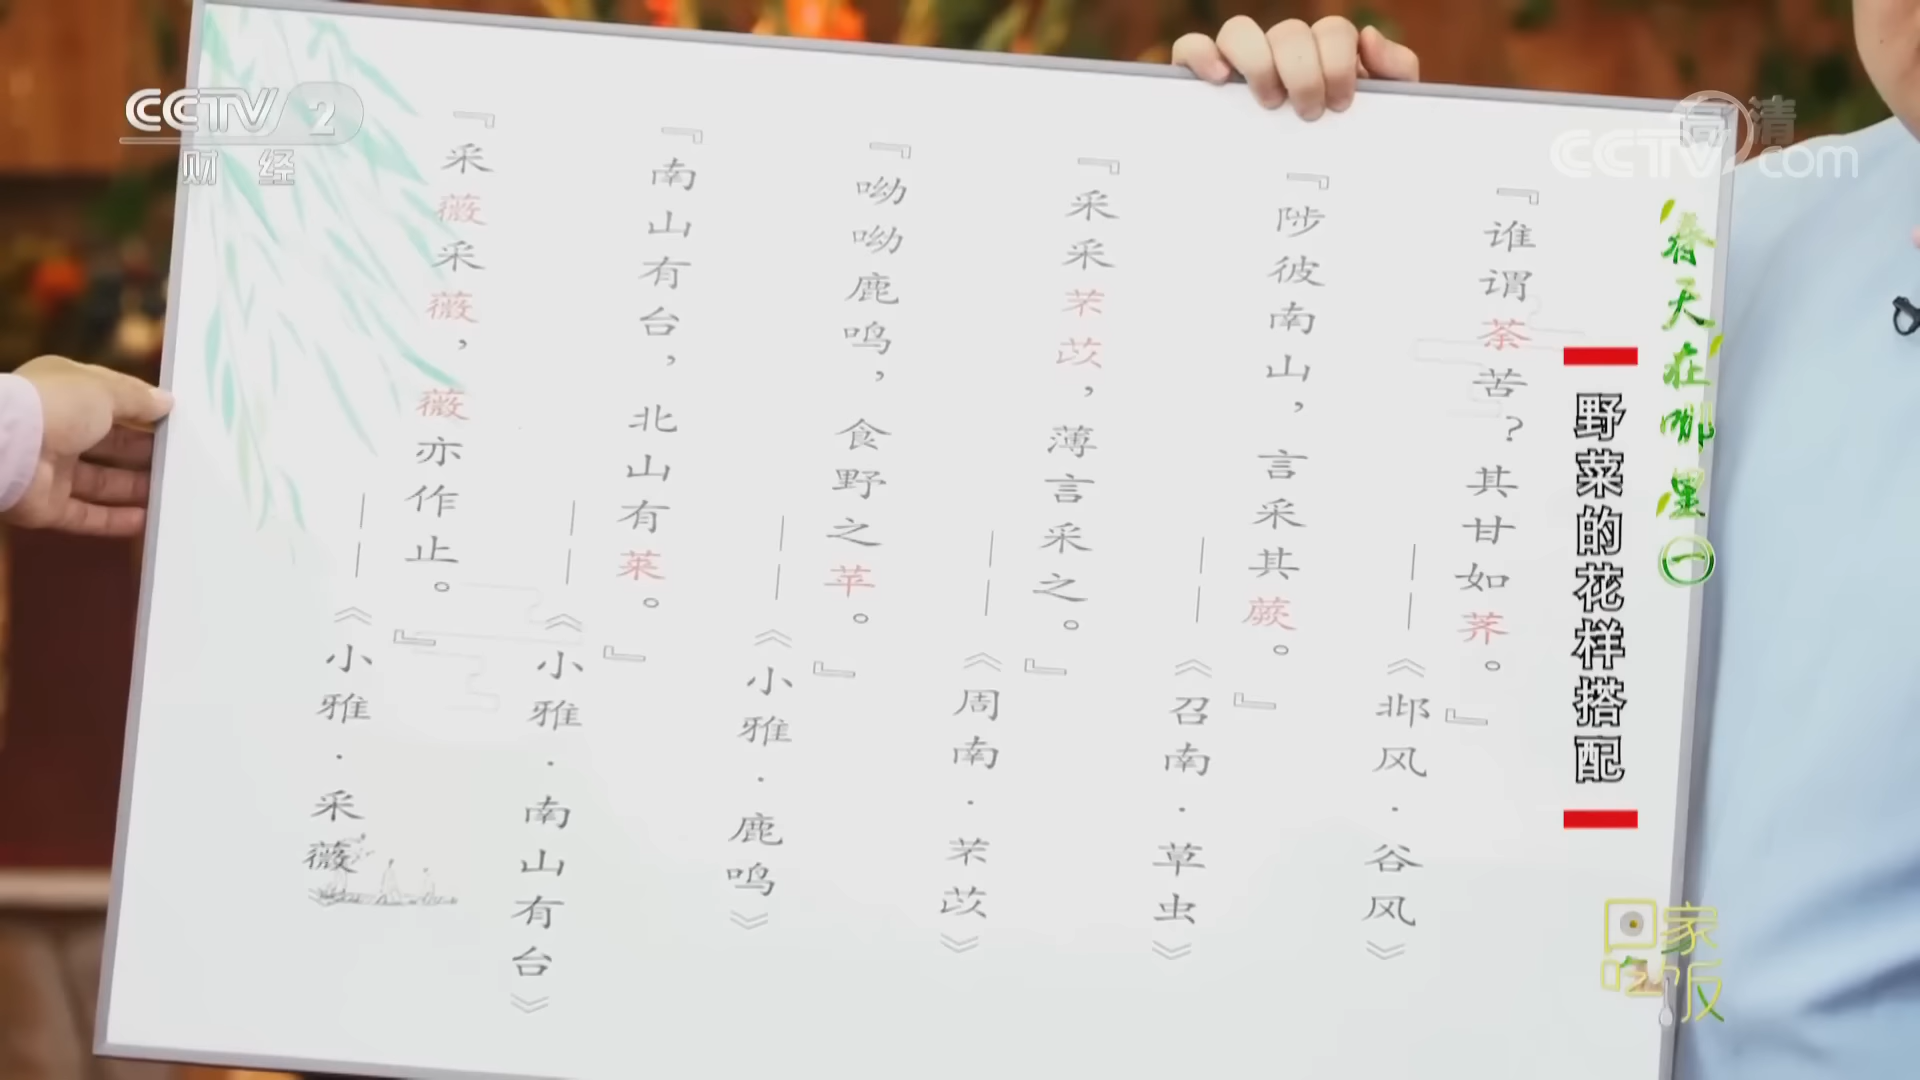 CCTV 2
财经
高清
CCTV.com
春天在哪里 一
野菜的花样搭配
『谁谓荼苦？其甘如荠。』
——《邶风·谷风》
『陟彼南山，言采其蕨。』
——《召南·草虫》
『采采芣苡，薄言采之。』
——《周南·芣苡》
『呦呦鹿鸣，食野之苹。』
——《小雅·鹿鸣》
『南山有台，北山有莱。』
——《小雅·南山有台》
『采薇采薇，薇亦作止。』
——《小雅·采薇》
回家吃饭